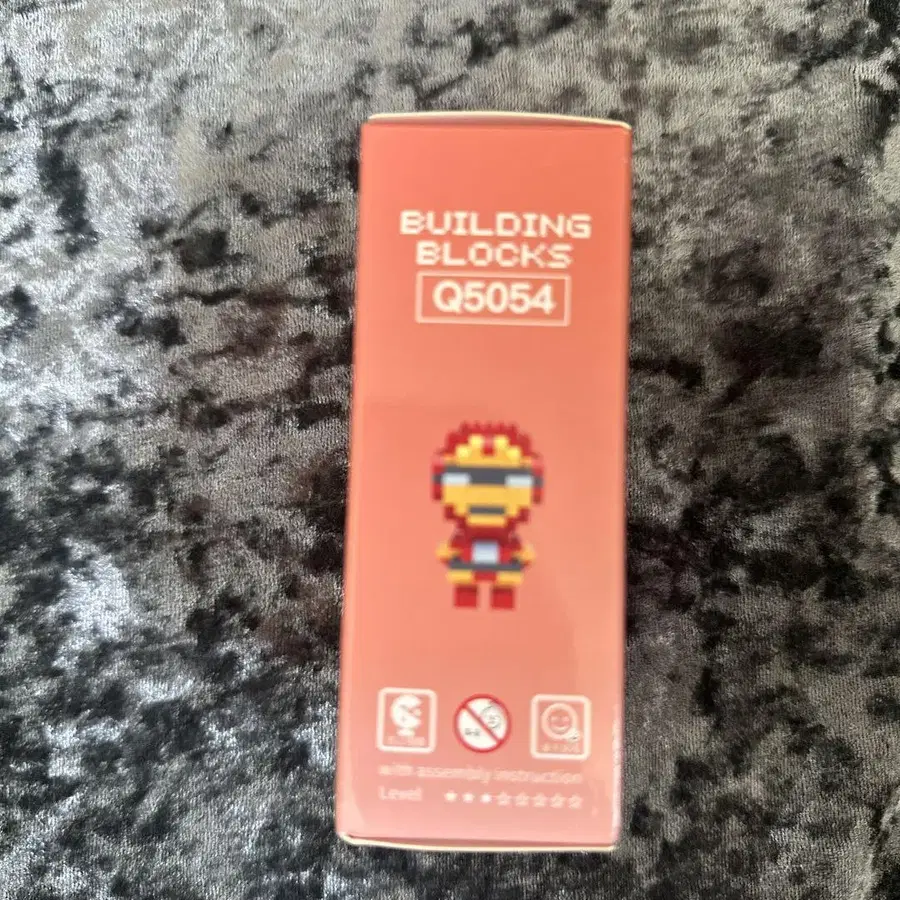 BUILDING
BLOCKS
Q5054
with assembly instruction
Level ★★★☆☆☆☆☆